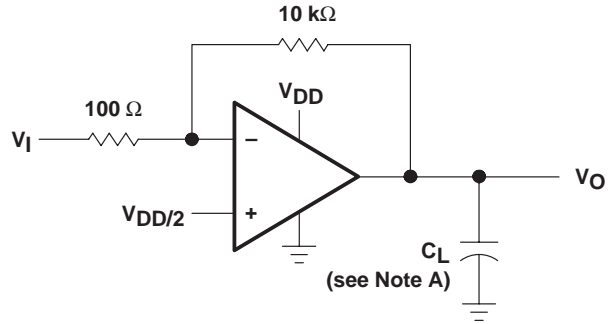 10 kΩ
VDD
100 Ω
VI
−
VDD/2
+
VO
CL
(see Note A)